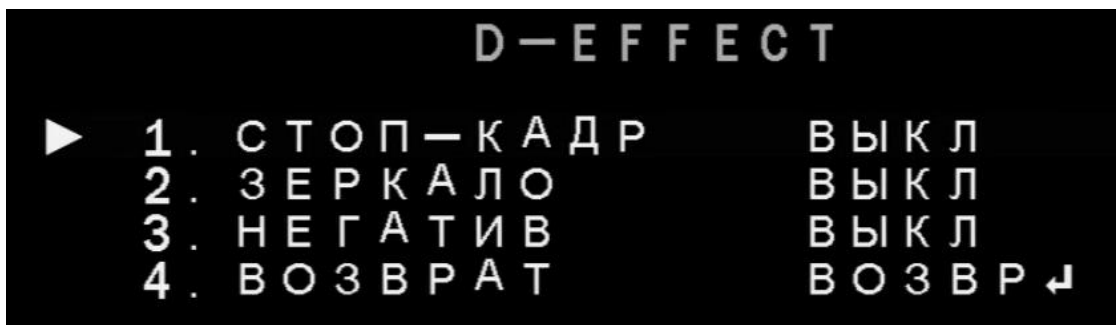 D—EFFECT
▶ 1. СТОП—КАДР ВЫКЛ
2. ЗЕРКАЛО ВЫКЛ
3. НЕГАТИВ ВЫКЛ
4. ВОЗВРАТ ВОЗВР↲